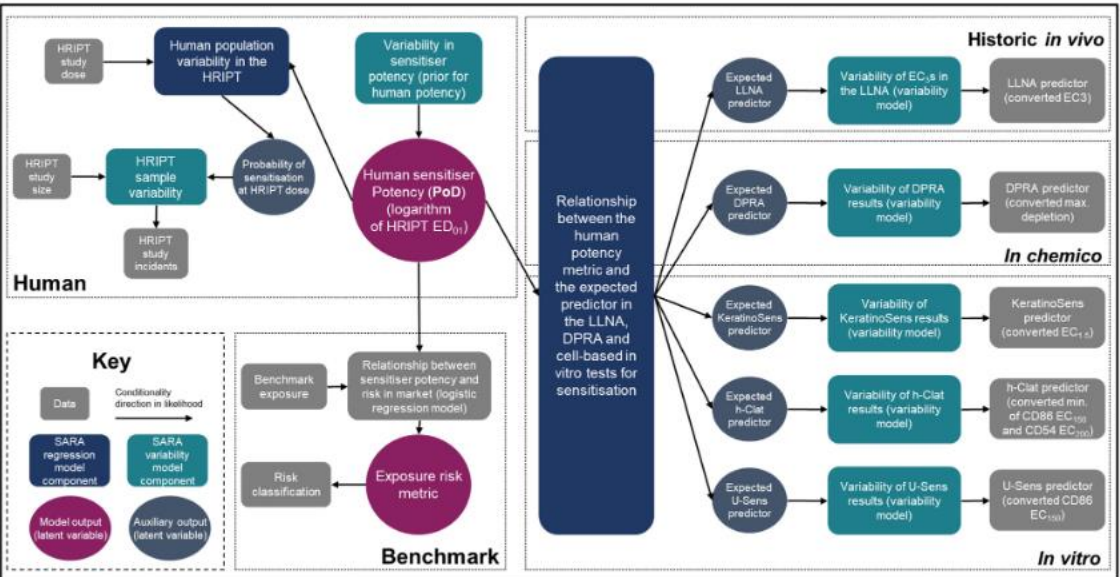 HRIPT
study
dose
Human population
variability in the
HRIPT
Variability in
sensitiser
potency (prior for
human potency)
HRIPT
study
size
HRIPT
sample
variability
Probability of
sensitisation
at HRIPT dose
Human sensitiser
Potency (PoD)
(logarithm
of HRIPT ED01)
HRIPT
study
incidents
Human
Key
Data
Conditionality
direction in likelihood
SARA
regression
model
component
SARA
variability
model
component
Model output
(latent variable)
Auxiliary output
(latent variable)
Benchmark
exposure
Relationship between
sensitiser potency and
risk in market (logistic
regression model)
Risk
classification
Exposure risk
metric
Benchmark
Relationship
between the
human
potency
metric and
the expected
predictor in
the LLNA,
DPRA and
cell-based in
vitro tests for
sensitisation
Historic in vivo
Expected
LLNA
predictor
Variability of EC3s in
the LLNA (variability
model)
LLNA predictor
(converted EC3)
Expected
DPRA
predictor
Variability of DPRA
results (variability
model)
DPRA predictor
(converted max.
depletion)
In chemico
Expected
KeratinoSens
predictor
Variability of
KeratinoSens results
(variability model)
KeratinoSens
predictor
(converted EC1.5)
Expected
h-Clat
predictor
Variability of h-Clat
results (variability
model)
h-Clat predictor
(converted min.
of CD86 EC150
and CD54 EC200)
Expected
U-Sens
predictor
Variability of U-Sens
results (variability
model)
U-Sens predictor
(converted CD86
EC150)
In vitro